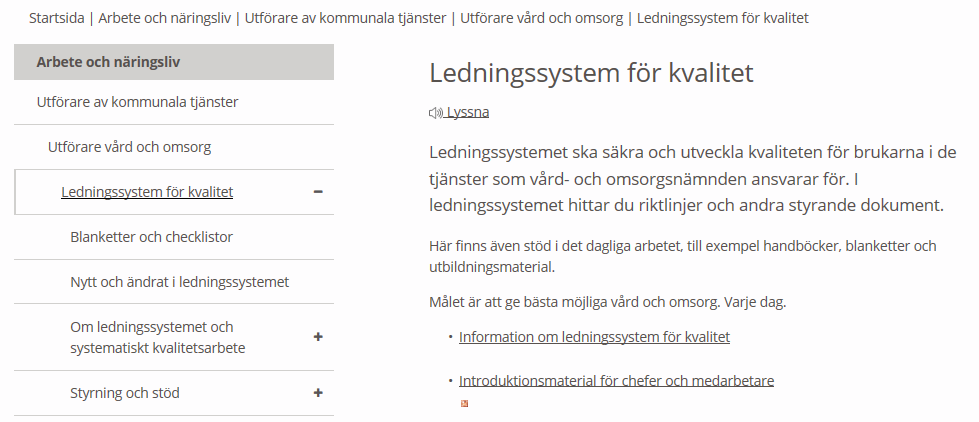 Startsida | Arbete och näringsliv | Utförare av kommunala tjänster | Utförare vård och omsorg | Ledningssystem för kvalitet
Arbete och näringsliv
Utförare av kommunala tjänster
Utförare vård och omsorg
Ledningssystem för kvalitet
Blanketter och checklistor
Nytt och ändrat i ledningssystemet
Om ledningssystemet och
systematiskt kvalitetsarbete
Styrning och stöd
Ledningssystem för kvalitet
Lyssna
Ledningssystemet ska säkra och utveckla kvaliteten för brukarna i de
tjänster som vård- och omsorgsnämnden ansvarar för. I
ledningssystemet hittar du riktlinjer och andra styrande dokument.
Här finns även stöd i det dagliga arbetet, till exempel handböcker, blanketter och
utbildningsmaterial.
Målet är att ge bästa möjliga vård och omsorg. Varje dag.
• Information om ledningssystem för kvalitet
• Introduktionsmaterial för chefer och medarbetare